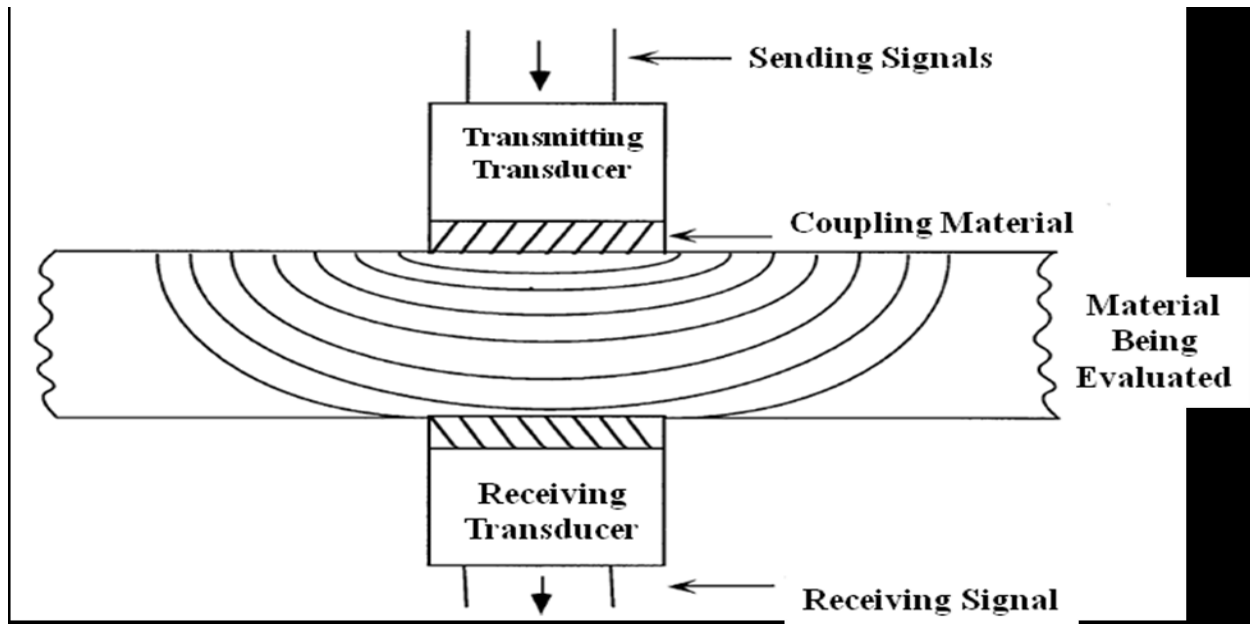 Sending Signals
Transmitting
Transducer
Coupling Material
Material
Being
Evaluated
Receiving
Transducer
Receiving Signal